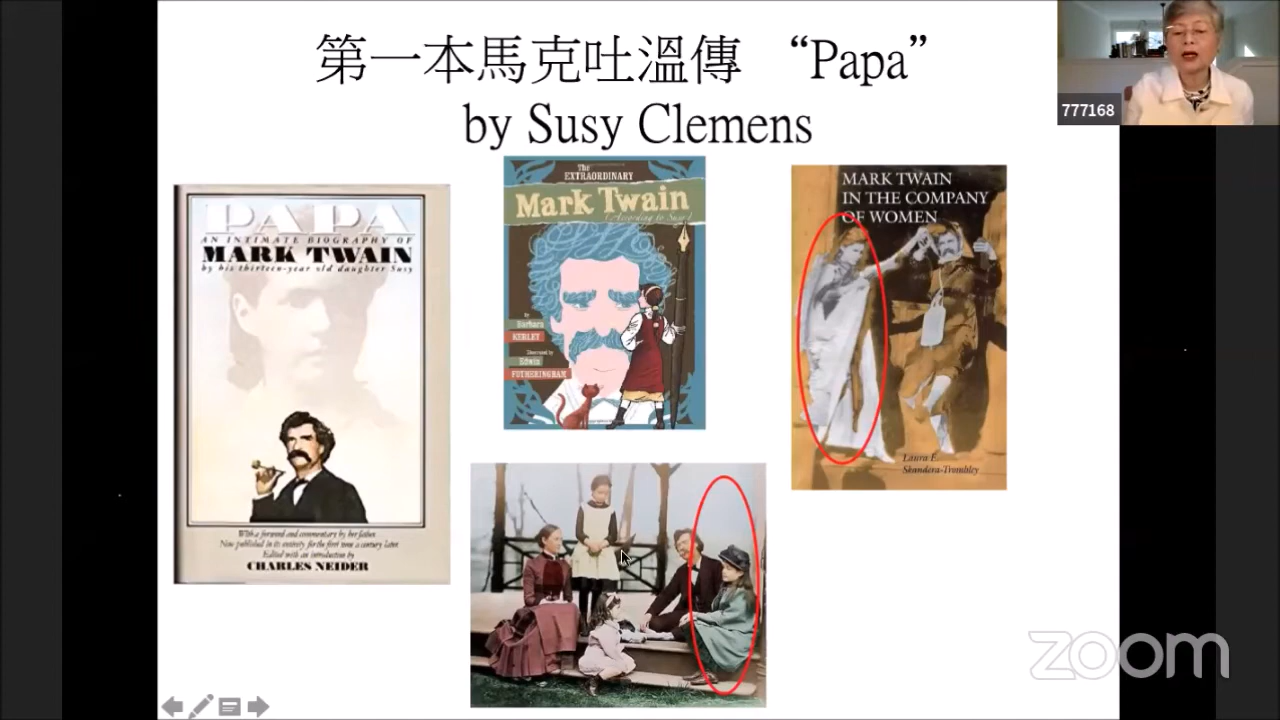 第一本馬克吐溫傳 “Papa”
by Susy Clemens
777168
PAPA
AN INTIMATE BIOGRAPHY OF
MARK TWAIN
by his thirteen-year old daughter Susy
With a foreword and commentary by her father
Now published in its entirety for the first time a century later
Edited with an introduction by
CHARLES NEIDER
The
EXTRAORDINARY
Mark Twain
(According to Susy)
By
Barbara
KERLEY
Illustrated by
Edwin
FOTHERINGHAM
MARK TWAIN
IN THE COMPANY
OF WOMEN
Laura E.
Skandera-Trombley
zoom